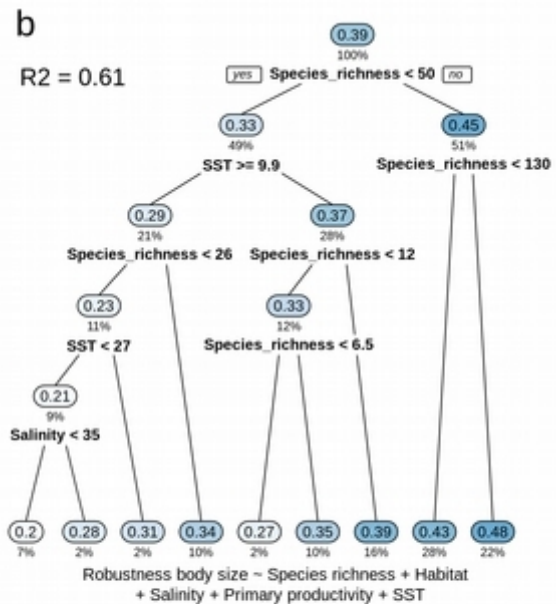 b
R2 = 0.61
0.39
100%
yes Species_richness < 50 no
0.33 0.45
49% 51%
SST >= 9.9 Species_richness < 130
0.29 0.37
21% 28%
Species_richness < 26 Species_richness < 12
0.23 0.33
11% 12%
SST < 27 Species_richness < 6.5
0.21
9%
Salinity < 35
0.2 0.28 0.31 0.34 0.27 0.35 0.39 0.43 0.48
7% 2% 2% 10% 2% 10% 16% 28% 22%
Robustness body size ~ Species richness + Habitat
+ Salinity + Primary productivity + SST